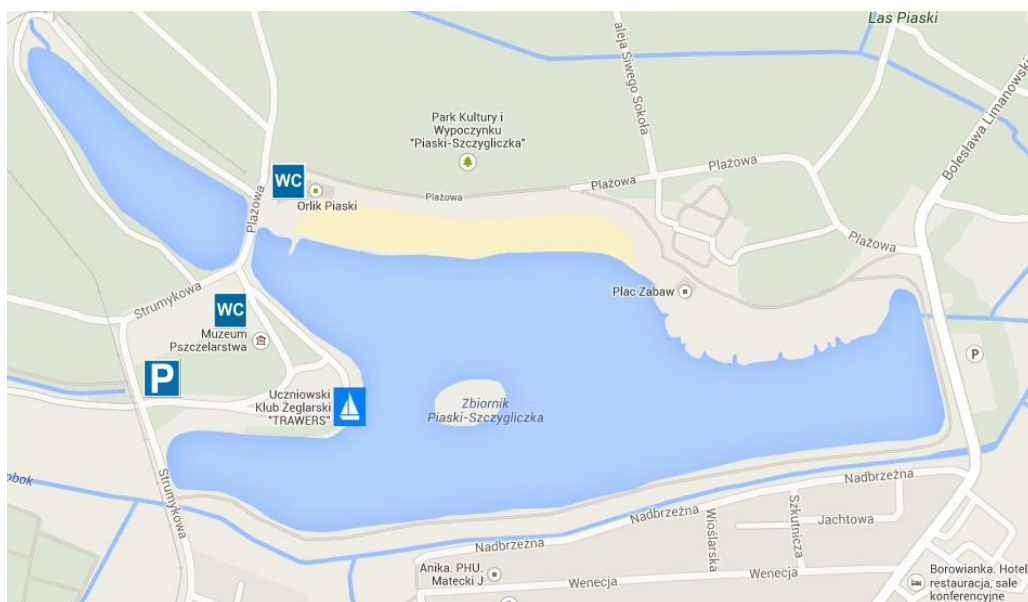 Las Piaski
aleja Siwego Sokoła
Bolesława Limanowski
Park Kultury i
Wypoczynku
"Piaski-Szczygliczka"
Plażowa
WC
Orlik Piaski
Plażowa
Plażowa
Plażowa
Plażowa
Strumykowa
WC
Muzeum
Pszczelarstwa
Plac Zabaw
P
P
Uczniowski
Klub Żeglarski
"TRAWERS"
Zbiornik
Piaski-Szczygliczka
obok
Strumykowa
Nadbrzeżna
Nadbrzeżna
Wioślarska
Szkutnicza
Jachtowa
Anika. PHU.
Matecki J
Wenecja
Wenecja
Borowianka. Hotel
restauracja, sale
konferencyjne